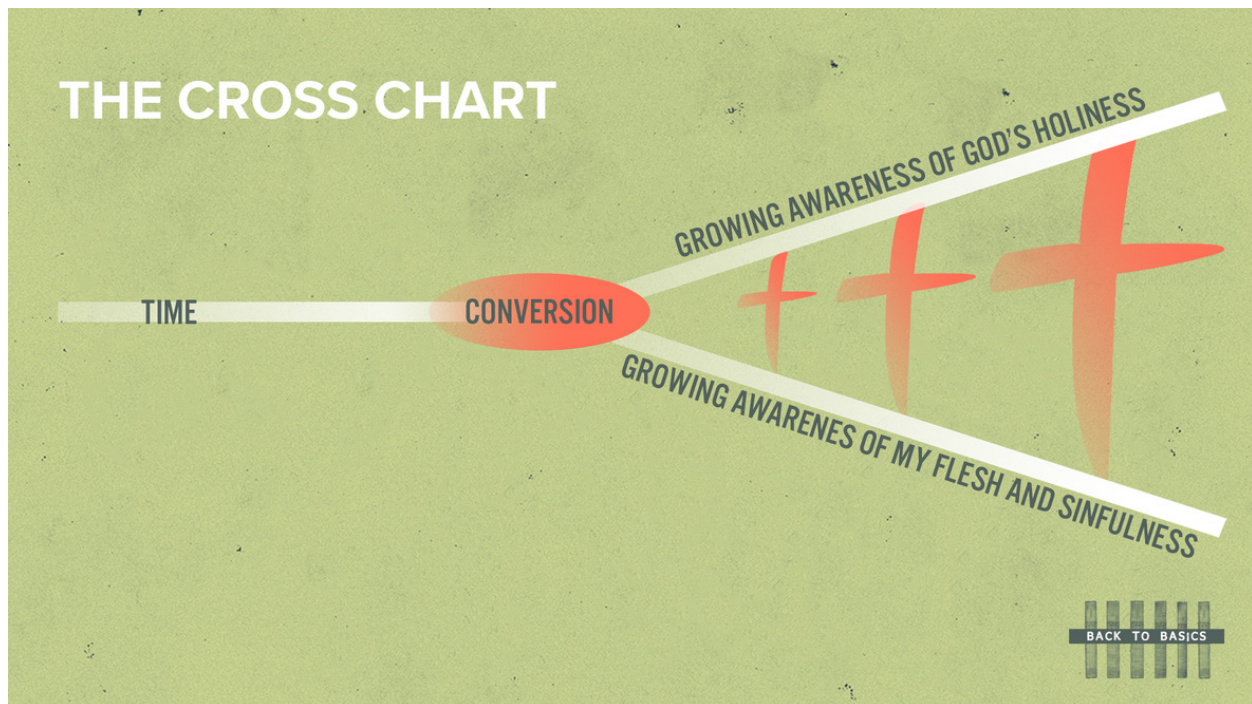 THE CROSS CHART
GROWING AWARENESS OF GOD'S HOLINESS
TIME
CONVERSION
GROWING AWARENES OF MY FLESH AND SINFULNESS
BACK TO BASICS